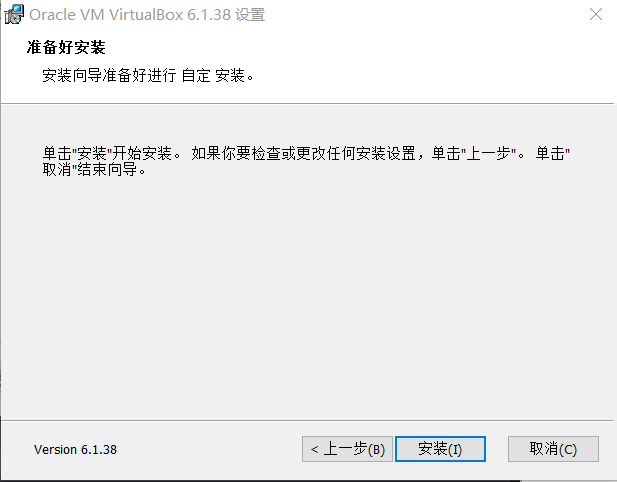 Oracle VM VirtualBox 6.1.38 设置
准备好安装
安装向导准备好进行 自定 安装。
单击"安装"开始安装。 如果你要检查或更改任何安装设置，单击"上一步"。 单击"
取消"结束向导。
Version 6.1.38
< 上一步(B)
安装(I)
取消(C)